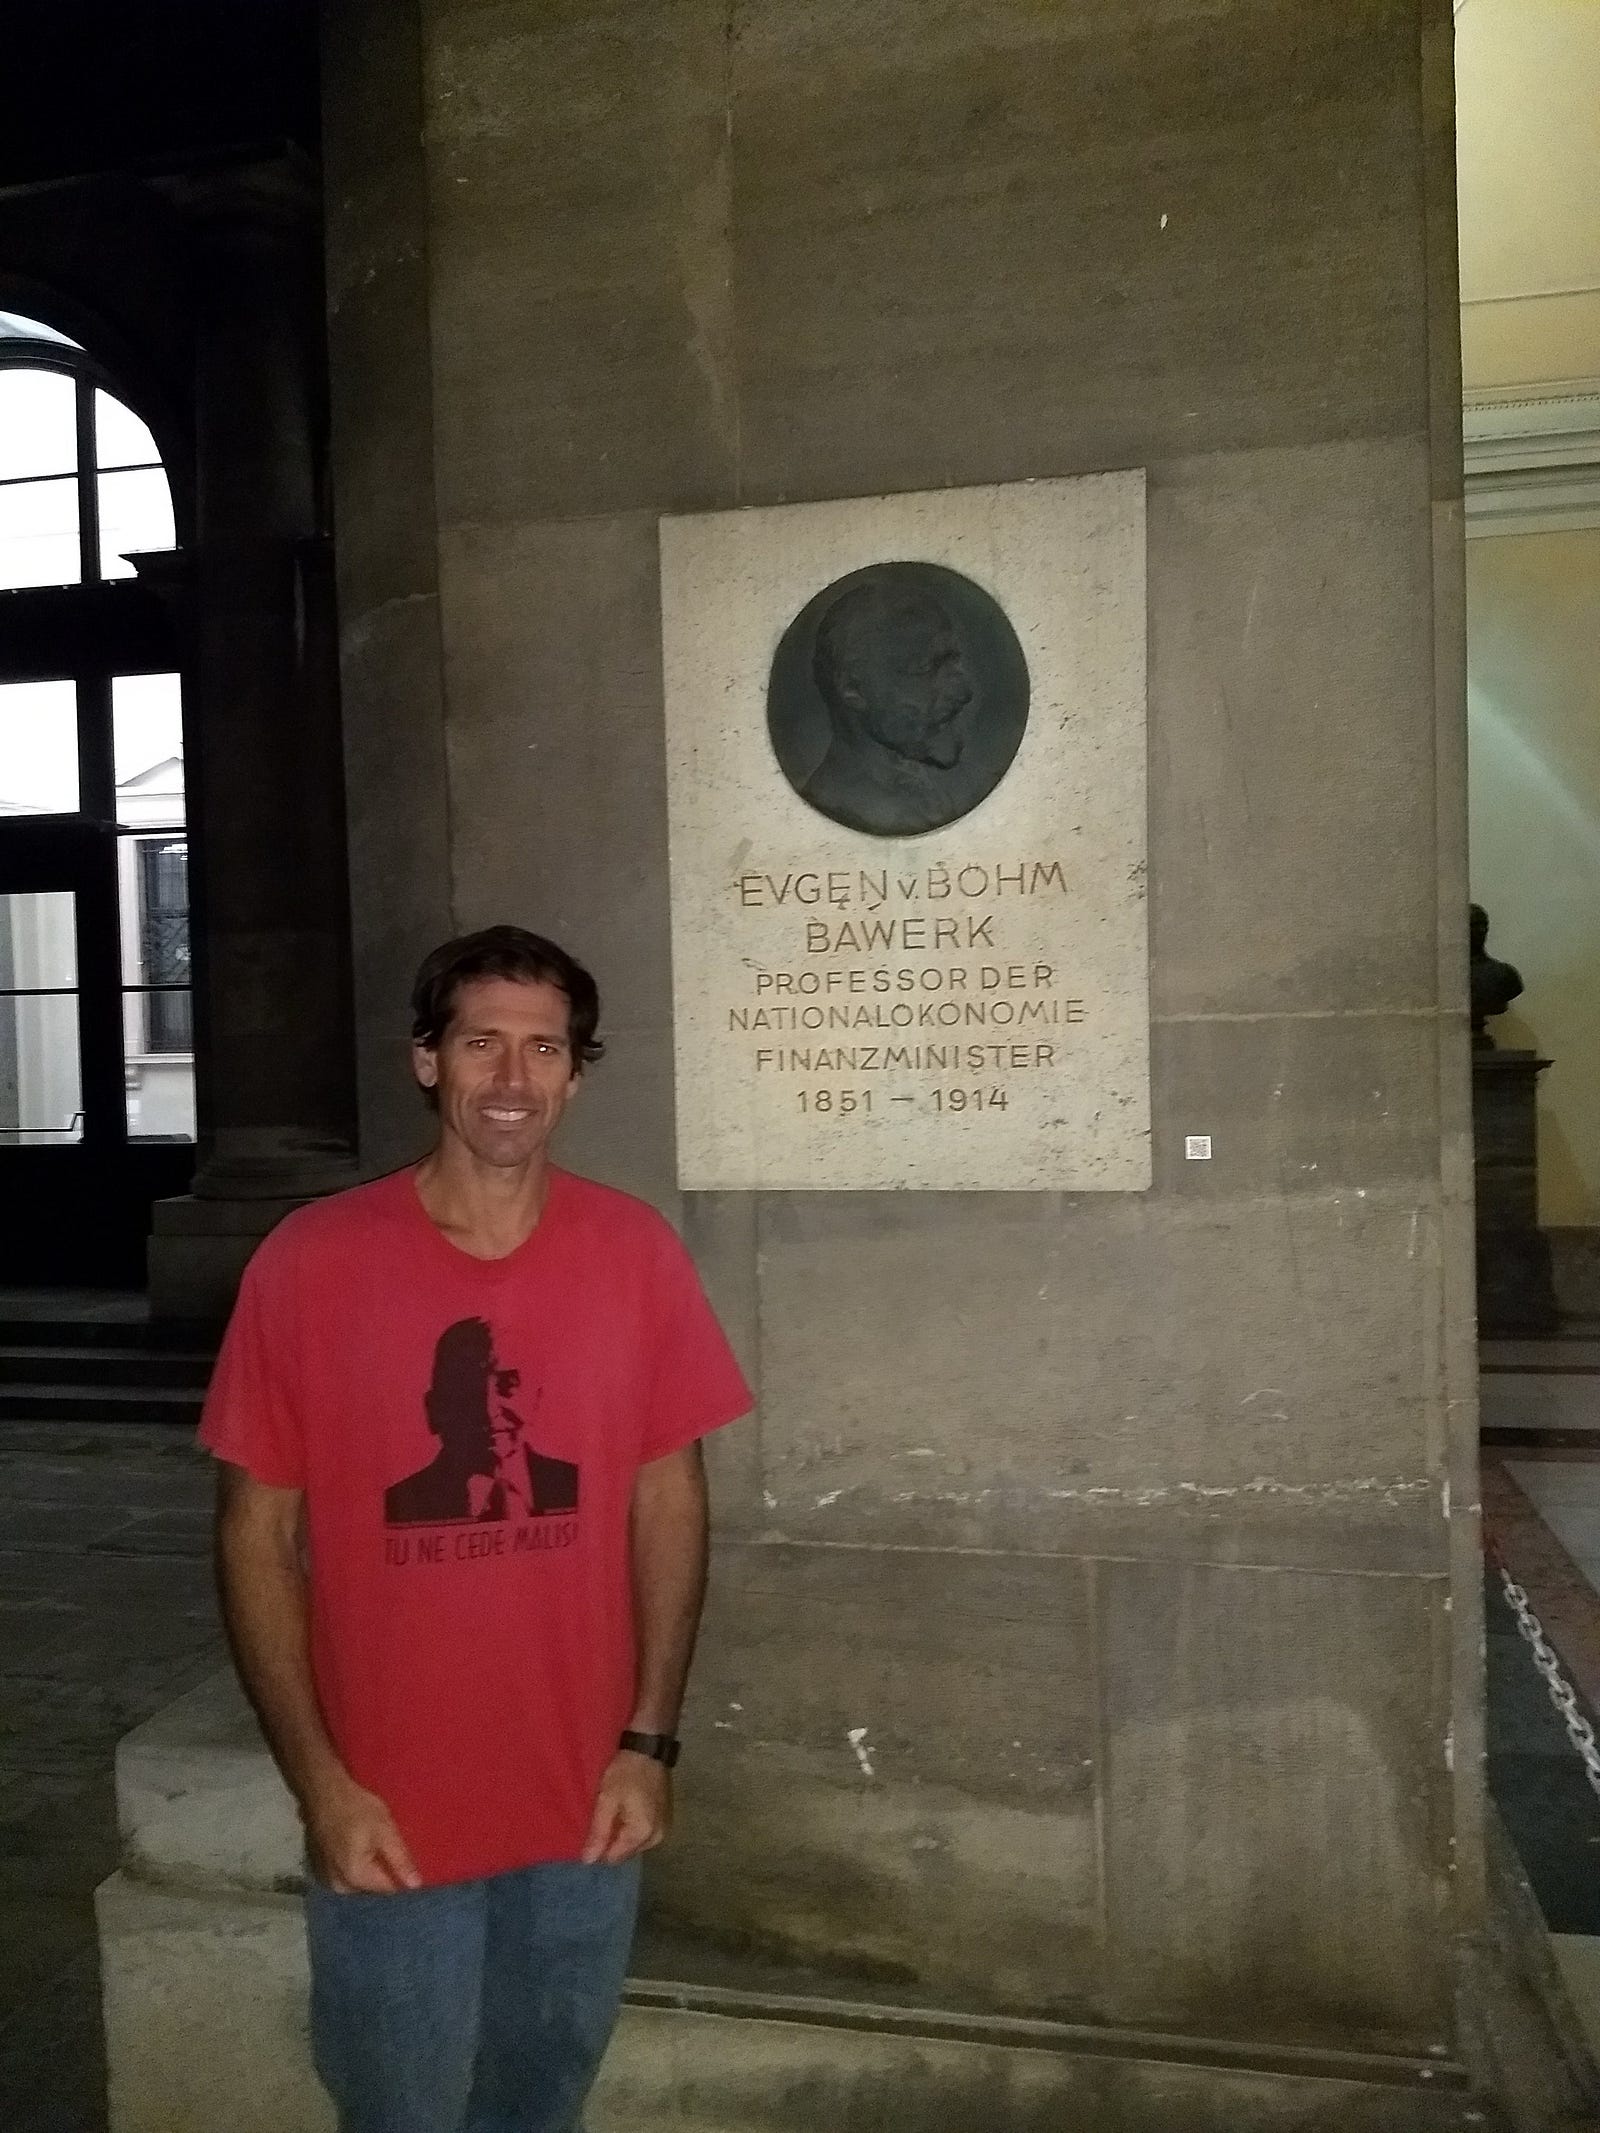 EVGEN v. BÖHM
BAWERK
PROFESSOR DER
NATIONALÖKONOMIE
FINANZMINISTER
1851 – 1914
TU NE CEDE MALIS!